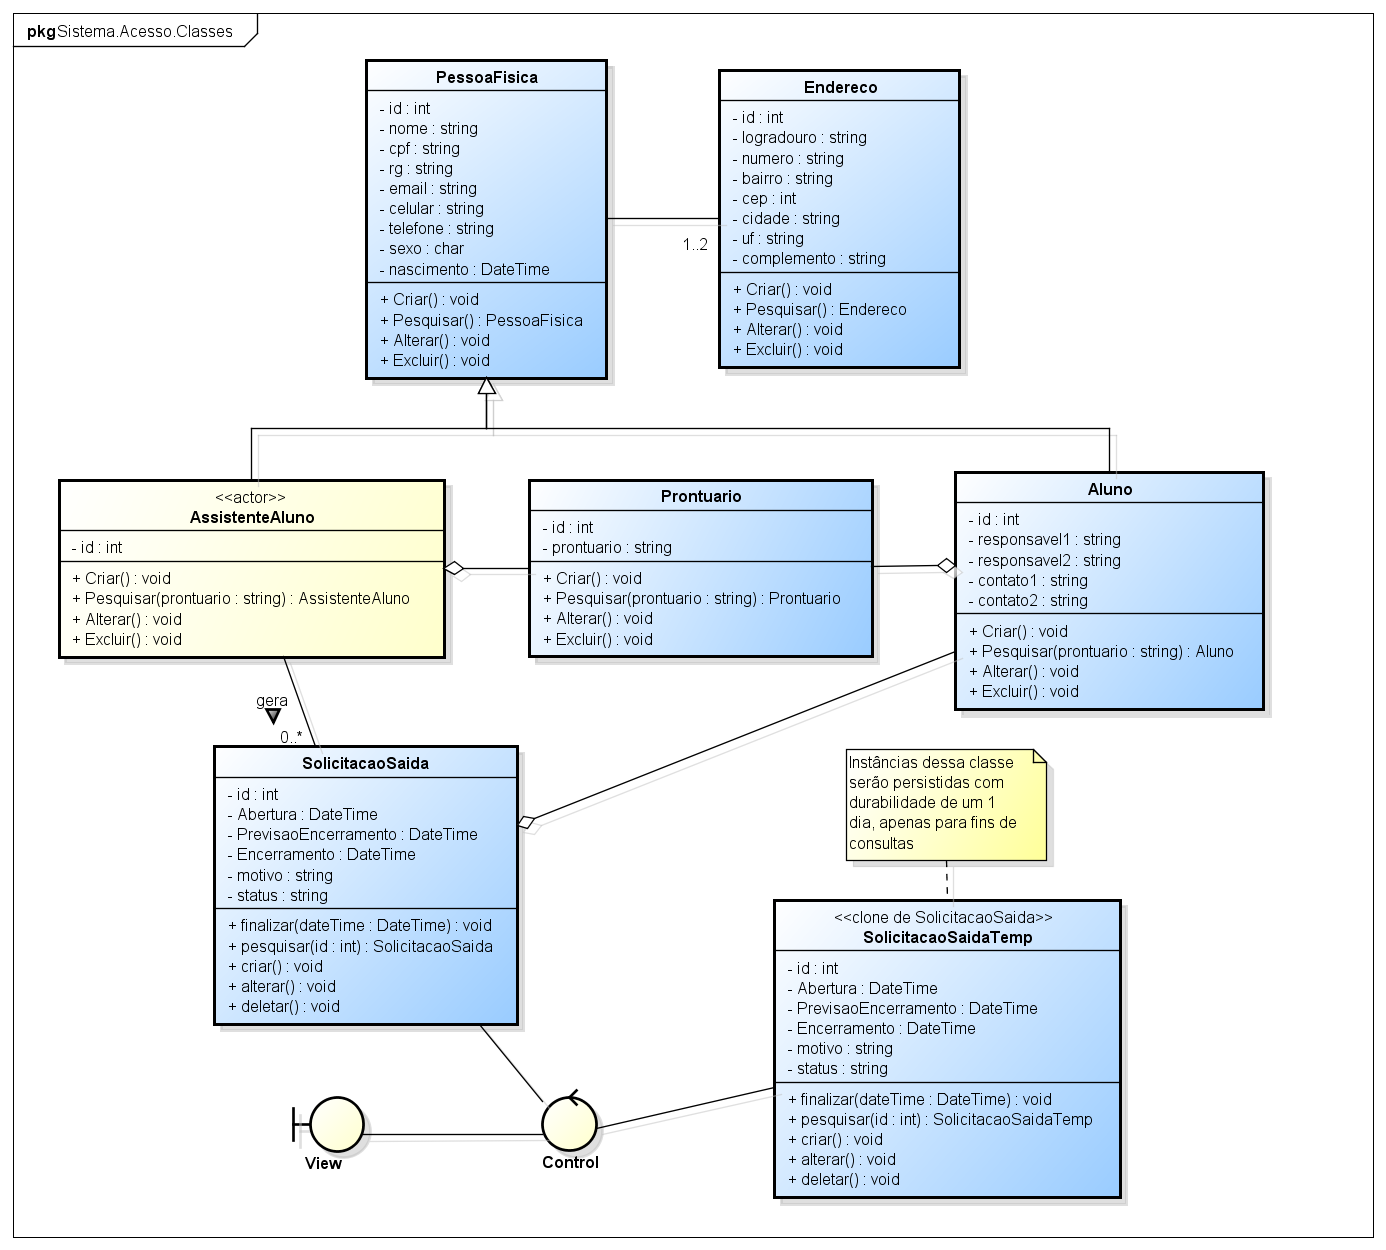 pkgSistema.Acesso.Classes
PessoaFisica
- id : int
- nome : string
- cpf : string
- rg : string
- email : string
- celular : string
- telefone : string
- sexo : char
- nascimento : DateTime
+ Criar() : void
+ Pesquisar() : PessoaFisica
+ Alterar() : void
+ Excluir() : void
Endereco
- id : int
- logradouro : string
- numero : string
- bairro : string
- cep : int
- cidade : string
- uf : string
- complemento : string
+ Criar() : void
+ Pesquisar() : Endereco
+ Alterar() : void
+ Excluir() : void
1..2
<<actor>>
AssistenteAluno
- id : int
+ Criar() : void
+ Pesquisar(prontuario : string) : AssistenteAluno
+ Alterar() : void
+ Excluir() : void
Prontuario
- id : int
- prontuario : string
+ Criar() : void
+ Pesquisar(prontuario : string) : Prontuario
+ Alterar() : void
+ Excluir() : void
Aluno
- id : int
- responsavel1 : string
- responsavel2 : string
- contato1 : string
- contato2 : string
+ Criar() : void
+ Pesquisar(prontuario : string) : Aluno
+ Alterar() : void
+ Excluir() : void
gera
0..*
SolicitacaoSaida
- id : int
- Abertura : DateTime
- PrevisaoEncerramento : DateTime
- Encerramento : DateTime
- motivo : string
- status : string
+ finalizar(dateTime : DateTime) : void
+ pesquisar(id : int) : SolicitacaoSaida
+ criar() : void
+ alterar() : void
+ deletar() : void
Instâncias dessa classe
serão persistidas com
durabilidade de um 1
dia, apenas para fins de
consultas
<<clone de SolicitacaoSaida>>
SolicitacaoSaidaTemp
- id : int
- Abertura : DateTime
- PrevisaoEncerramento : DateTime
- Encerramento : DateTime
- motivo : string
- status : string
+ finalizar(dateTime : DateTime) : void
+ pesquisar(id : int) : SolicitacaoSaidaTemp
+ criar() : void
+ alterar() : void
+ deletar() : void
View
Control